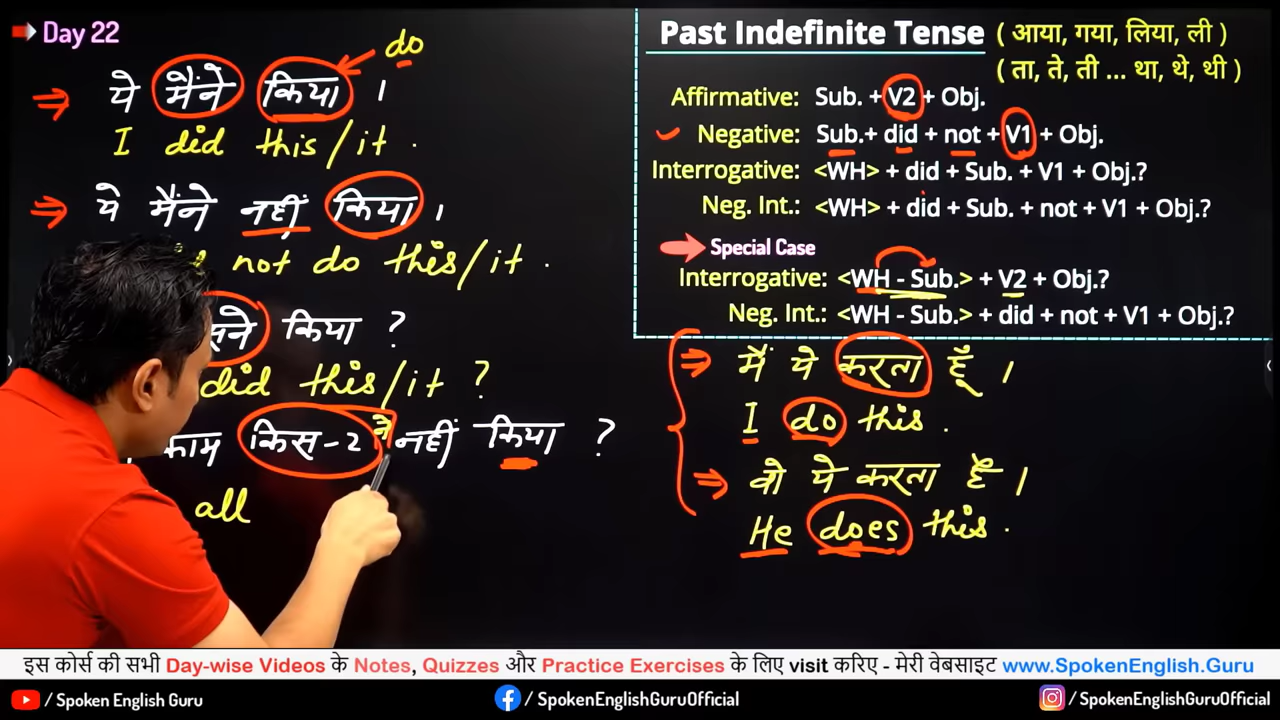 Day 22
do
ये मैंने किया ।
I did this/it .
ये मैंने नहीं किया ।
not do this/it .
किया ?
did this/it ?
काम किस-2 ने नहीं किया ?
all
Past Indefinite Tense ( आया, गया, लिया, ली )
( ता, ते, ती ... था, थे, थी )
Affirmative: Sub. + V2 + Obj.
Negative: Sub.+ did + not + V1 + Obj.
Interrogative: <WH> + did + Sub. + V1 + Obj.?
Neg. Int.: <WH> + did + Sub. + not + V1 + Obj.?
Special Case
Interrogative: <WH - Sub.> + V2 + Obj.?
Neg. Int.: <WH - Sub.> + did + not + V1 + Obj.?
मैं ये करता हूँ ।
I do this .
वो ये करता है ।
He does this .
इस कोर्स की सभी Day-wise Videos के Notes, Quizzes और Practice Exercises के लिए visit करिए - मेरी वेबसाइट www.SpokenEnglish.Guru
/ Spoken English Guru
/ SpokenEnglishGuruOfficial
/ SpokenEnglishGuruOfficial